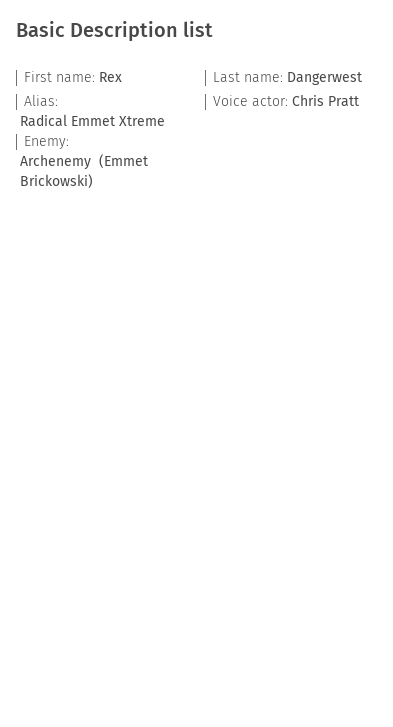 Basic Description list
First name: Rex
Last name: Dangerwest
Alias:
Radical Emmet Xtreme
Voice actor: Chris Pratt
Enemy:
Archenemy (Emmet
Brickowski)